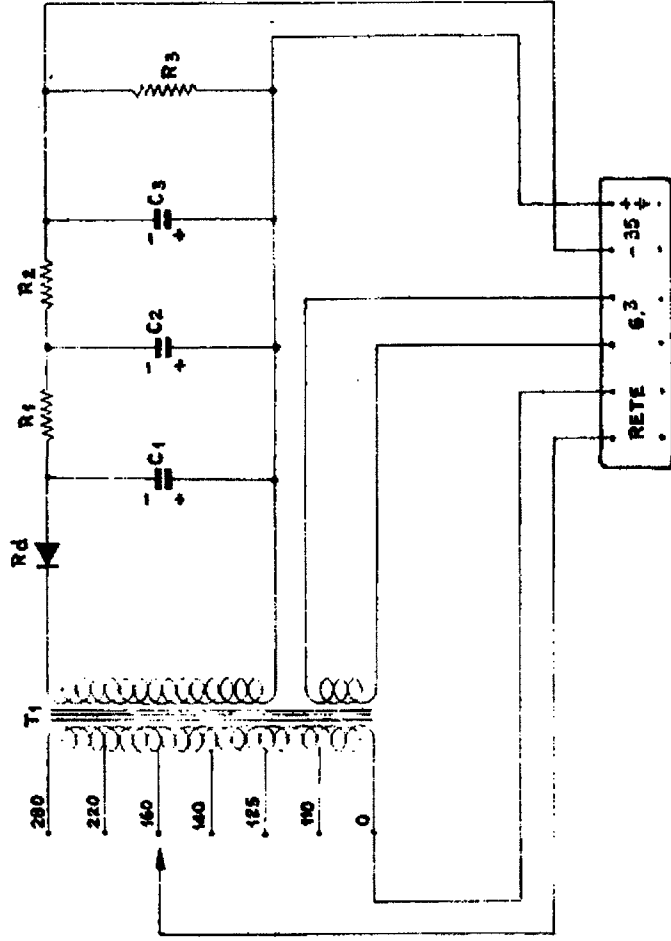 T1
280
220
160
140
125
110
0
Rd
R1
R2
C1
-
+
C2
-
+
C3
-
+
R3
RETE
6,3
- 35 +